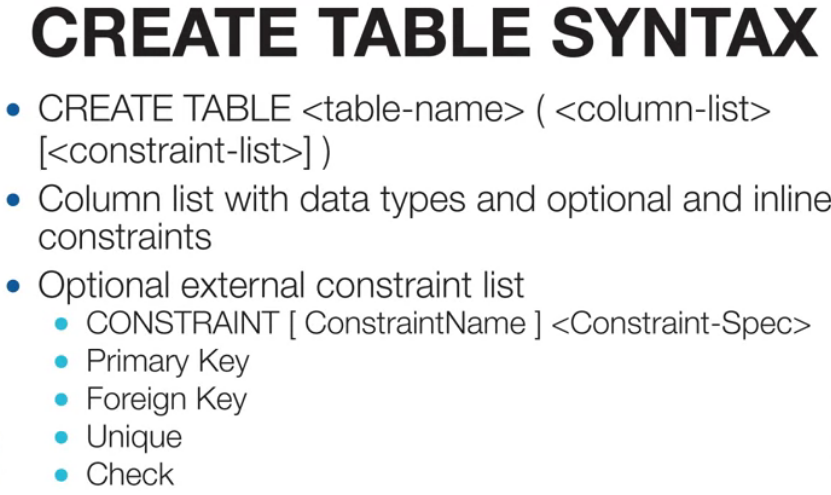 CREATE TABLE SYNTAX
• CREATE TABLE <table-name> ( <column-list>
[<constraint-list>] )
• Column list with data types and optional and inline
constraints
• Optional external constraint list
• CONSTRAINT [ ConstraintName ] <Constraint-Spec>
• Primary Key
• Foreign Key
• Unique
• Check